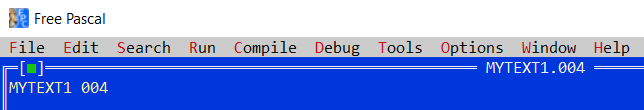 Free Pascal
File Edit Search Run Compile Debug Tools Options Window Help
[■] MYTEXT1.004
MYTEXT1 004